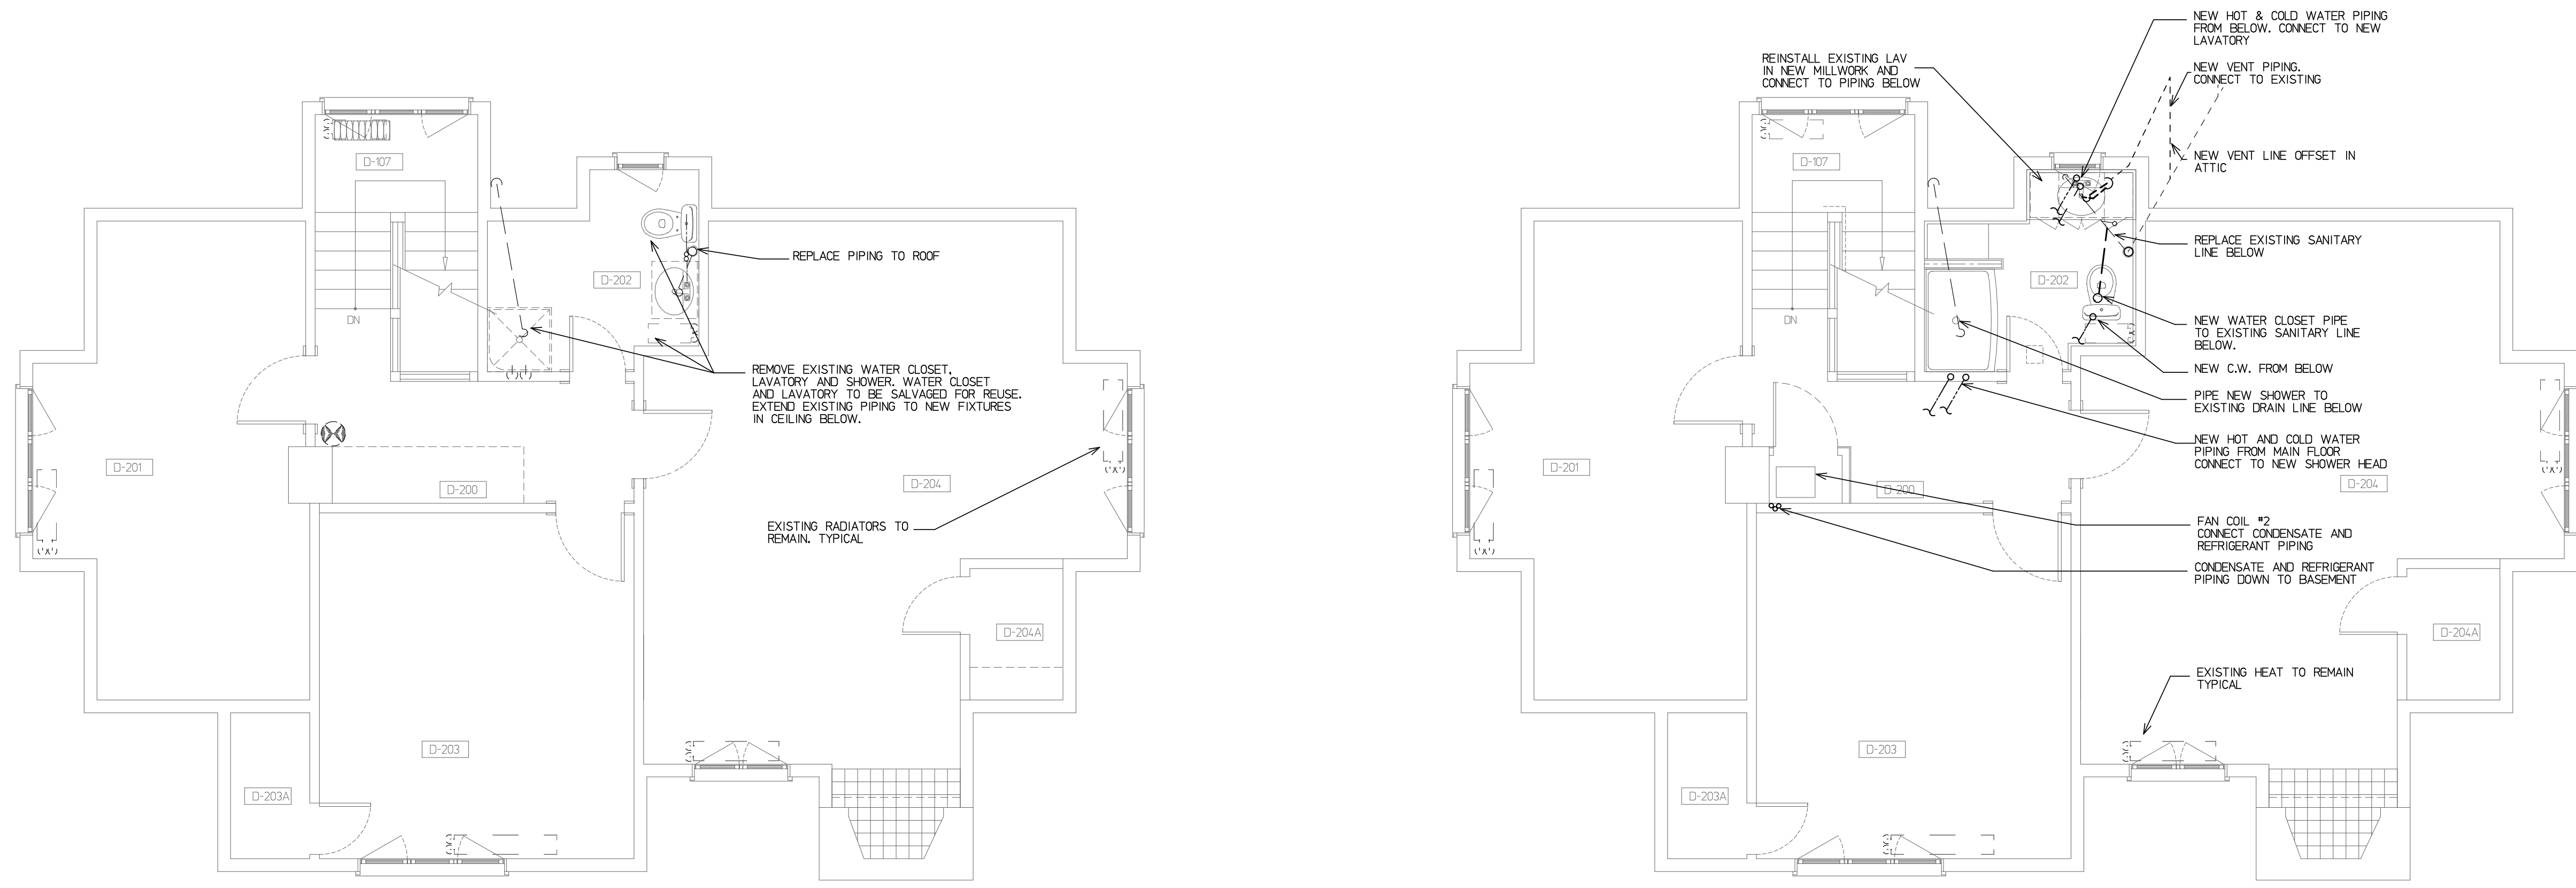 D-107
D-202
REPLACE PIPING TO ROOF
DN
REMOVE EXISTING WATER CLOSET,
LAVATORY AND SHOWER. WATER CLOSET
AND LAVATORY TO BE SALVAGED FOR REUSE.
EXTEND EXISTING PIPING TO NEW FIXTURES
IN CEILING BELOW.
D-201
D-200
D-204
EXISTING RADIATORS TO
REMAIN. TYPICAL
D-204A
D-203
D-203A
NEW HOT & COLD WATER PIPING
FROM BELOW. CONNECT TO NEW
LAVATORY
REINSTALL EXISTING LAV
IN NEW MILLWORK AND
CONNECT TO PIPING BELOW
NEW VENT PIPING.
CONNECT TO EXISTING
D-107
NEW VENT LINE OFFSET IN
ATTIC
REPLACE EXISTING SANITARY
LINE BELOW
D-202
DN
NEW WATER CLOSET PIPE
TO EXISTING SANITARY LINE
BELOW.
NEW C.W. FROM BELOW
PIPE NEW SHOWER TO
EXISTING DRAIN LINE BELOW
NEW HOT AND COLD WATER
PIPING FROM MAIN FLOOR
CONNECT TO NEW SHOWER HEAD
D-201
D-200
D-204
FAN COIL #2
CONNECT CONDENSATE AND
REFRIGERANT PIPING
CONDENSATE AND REFRIGERANT
PIPING DOWN TO BASEMENT
D-204A
EXISTING HEAT TO REMAIN
TYPICAL
D-203
D-203A